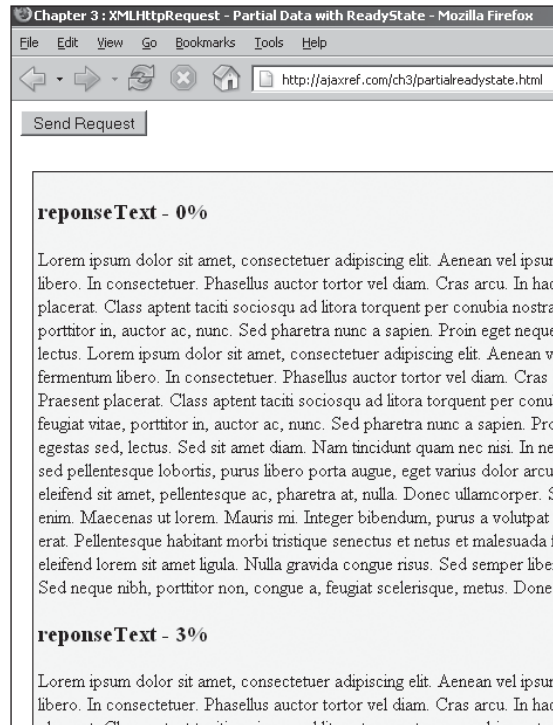 Chapter 3 : XMLHttpRequest - Partial Data with ReadyState - Mozilla Firefox
File Edit View Go Bookmarks Tools Help
http://ajaxref.com/ch3/partialreadystate.html
Send Request
reponseText - 0%
Lorem ipsum dolor sit amet, consectetuer adipiscing elit. Aenean vel ipsum
libero. In consectetuer. Phasellus auctor tortor vel diam. Cras arcu. In hac
placerat. Class aptent taciti sociosqu ad litora torquent per conubia nostra
porttitor in, auctor ac, nunc. Sed pharetra nunc a sapien. Proin eget neque
lectus. Lorem ipsum dolor sit amet, consectetuer adipiscing elit. Aenean v
fermentum libero. In consectetuer. Phasellus auctor tortor vel diam. Cras
Praesent placerat. Class aptent taciti sociosqu ad litora torquent per conu
feugiat vitae, porttitor in, auctor ac, nunc. Sed pharetra nunc a sapien. Pro
egestas sed, lectus. Sed sit amet diam. Nam tincidunt quam nec nisi. In ne
sed pellentesque lobortis, purus libero porta augue, eget varius dolor arcu
eleifend sit amet, pellentesque ac, pharetra at, nulla. Donec ullamcorper. S
enim. Maecenas ut lorem. Mauris mi. Integer bibendum, purus a volutpat
erat. Pellentesque habitant morbi tristique senectus et netus et malesuada f
eleifend lorem sit amet ligula. Nulla gravida congue risus. Sed semper libe
Sed neque nibh, porttitor non, congue a, feugiat scelerisque, metus. Done
reponseText - 3%
Lorem ipsum dolor sit amet, consectetuer adipiscing elit. Aenean vel ipsum
libero. In consectetuer. Phasellus auctor tortor vel diam. Cras arcu. In hac